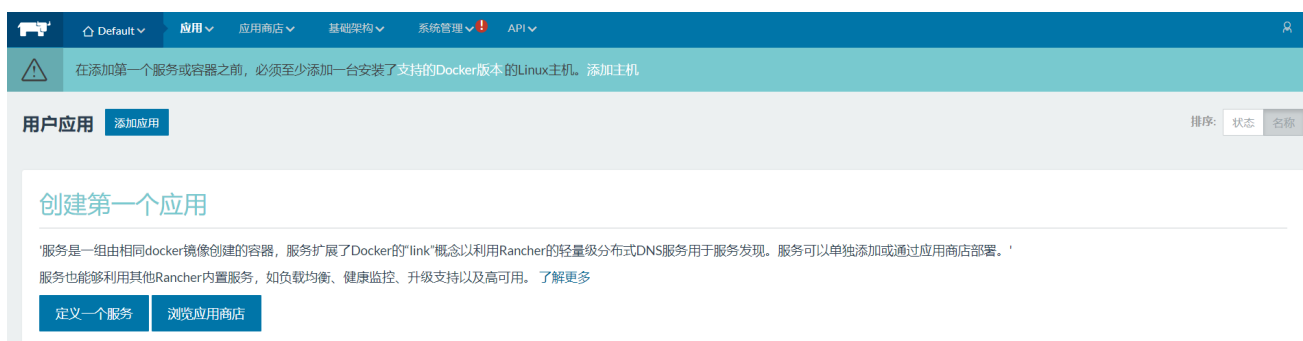 Default 应用 应用商店 基础架构 系统管理 ! API
在添加第一个服务或容器之前，必须至少添加一台安装了支持的Docker版本的Linux主机。添加主机
用户应用 添加应用 排序: 状态 名称
创建第一个应用
'服务是一组由相同docker镜像创建的容器，服务扩展了Docker的“link”概念以利用Rancher的轻量级分布式DNS服务用于服务发现。服务可以单独添加或通过应用商店部署。'
服务也能够利用其他Rancher内置服务，如负载均衡、健康监控、升级支持以及高可用。 了解更多
定义一个服务 浏览应用商店